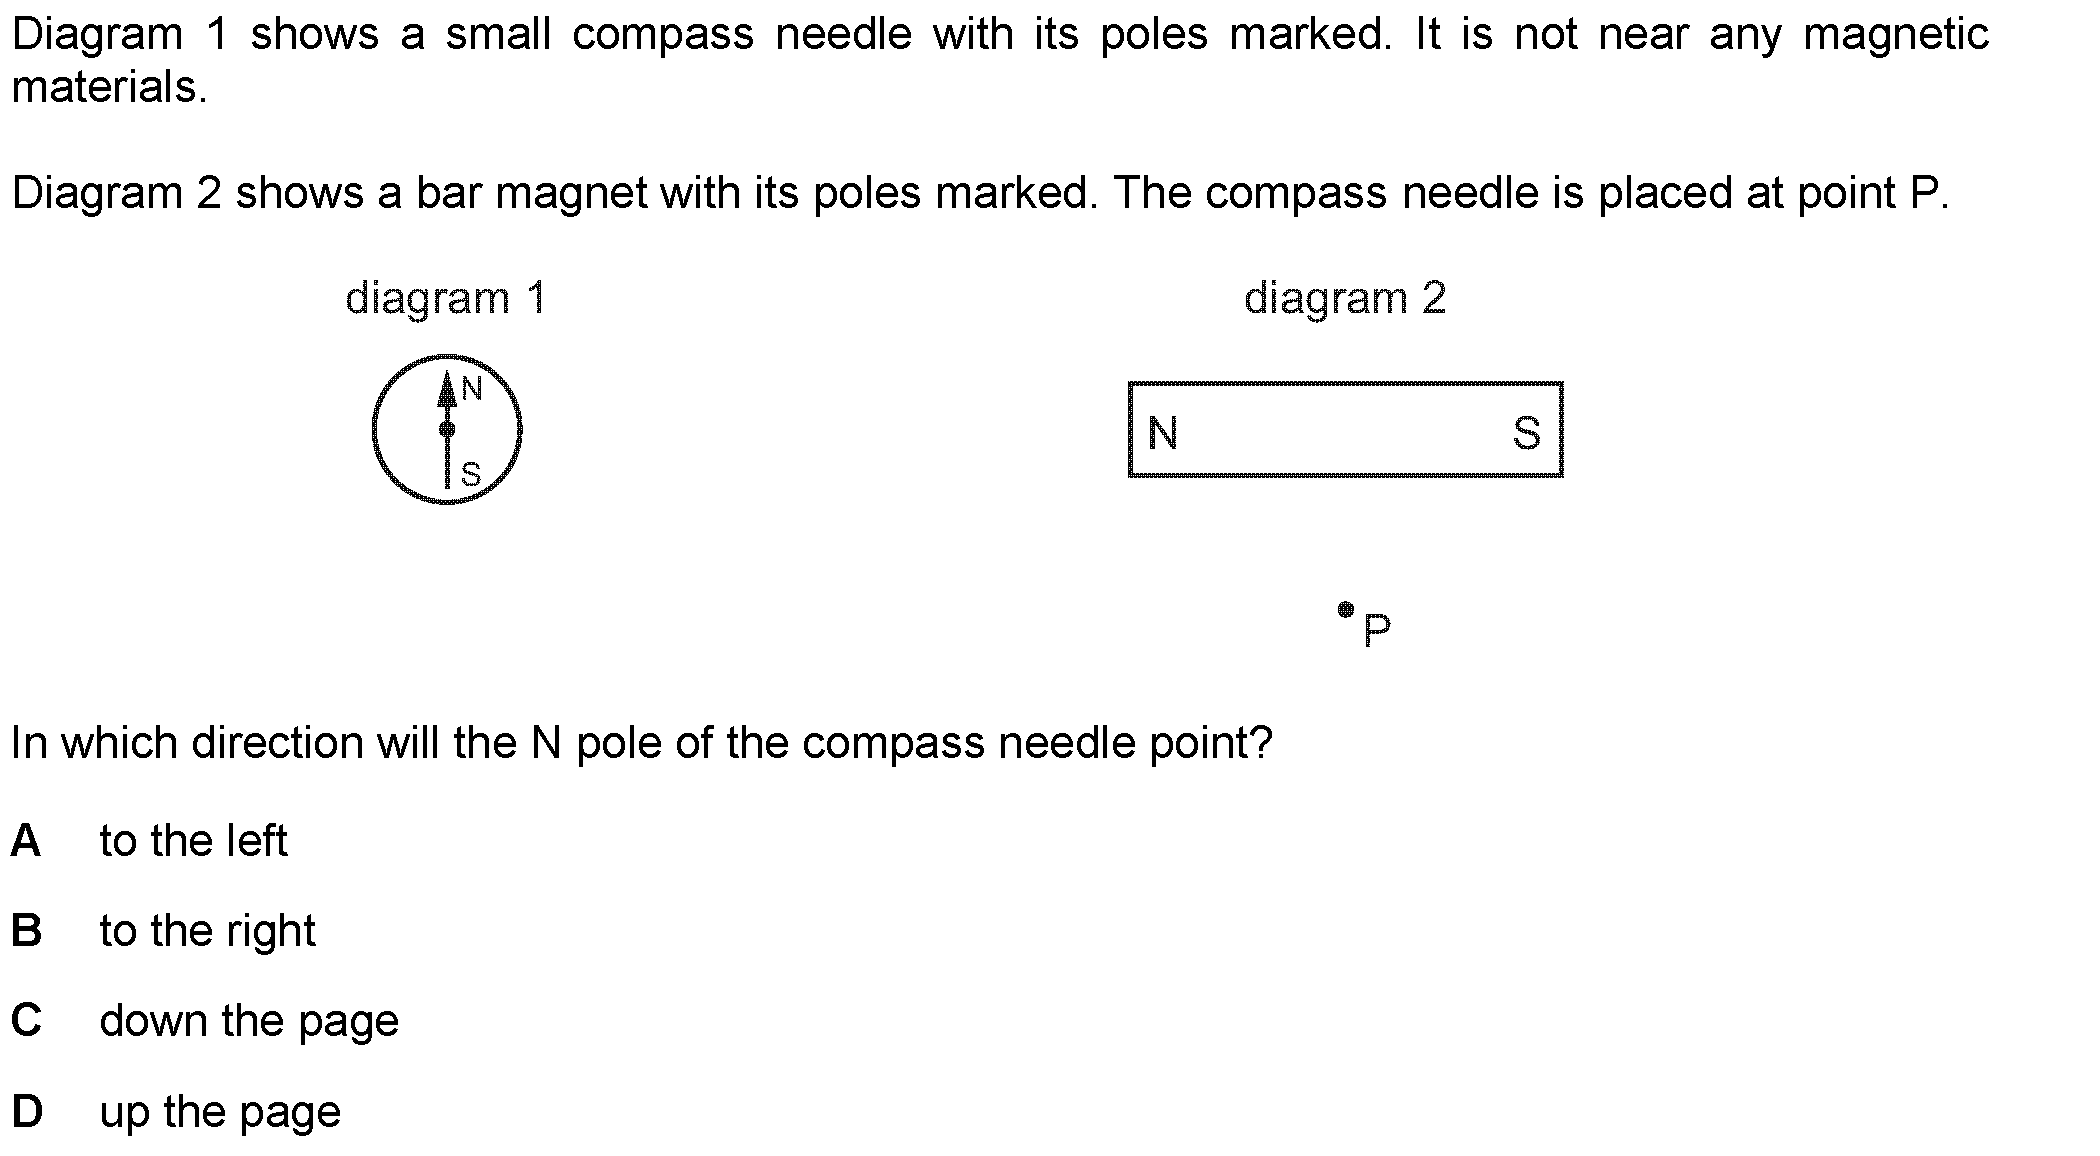 Diagram 1 shows a small compass needle with its poles marked. It is not near any magnetic
materials.
Diagram 2 shows a bar magnet with its poles marked. The compass needle is placed at point P.
diagram 1
N
S
diagram 2
N S
P
In which direction will the N pole of the compass needle point?
A to the left
B to the right
C down the page
D up the page